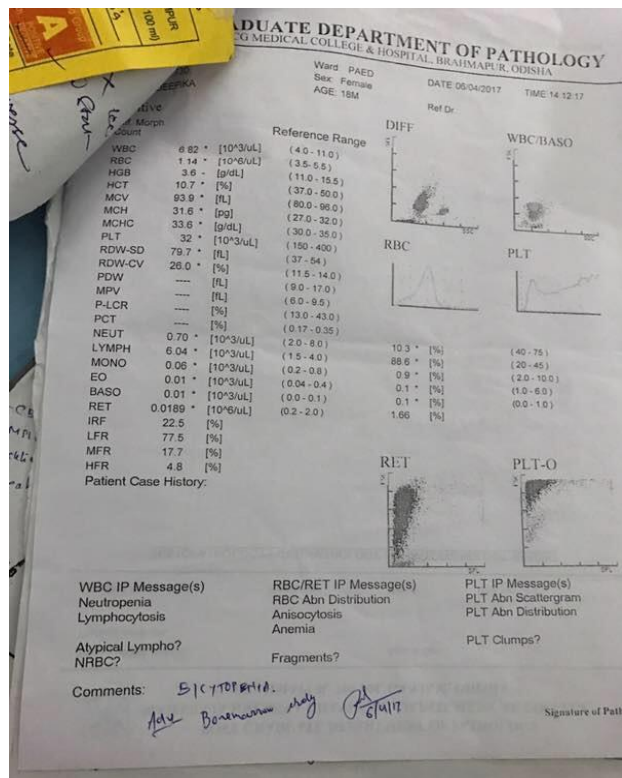 A
PUR
100 ml)
ADUATE DEPARTMENT OF PATHOLOGY
CG MEDICAL COLLEGE & HOSPITAL, BRAHMAPUR, ODISHA
Ward PAED
Sex: Female
AGE: 18M
DATE 06/04/2017
TIME 14:12:17
Ref Dr.
Morph
Count
Reference Range
DIFF
WBC/BASO
WBC 6.82 * [10^3/uL] (4.0 - 11.0)
RBC 1.14 * [10^6/uL] (3.5- 5.5)
HGB 3.6 - [g/dL] (11.0 - 15.5)
HCT 10.7 * [%] (37.0 - 50.0)
MCV 93.9 * [fL] (80.0 - 96.0)
MCH 31.6 * [pg] (27.0 - 32.0)
MCHC 33.6 * [g/dL] (30.0 - 35.0)
PLT 32 * [10^3/uL] (150 - 400)
RDW-SD 79.7 * [fL] (37 - 54)
RDW-CV 26.0 * [%] (11.5 - 14.0)
PDW ---- [fL] (9.0 - 17.0)
MPV ---- [fL] (6.0 - 9.5)
P-LCR ---- [%] (13.0 - 43.0)
PCT ---- [%] (0.17 - 0.35)
RBC
PLT
NEUT 0.70 * [10^3/uL] (2.0 - 8.0) 10.3 * [%] (40 - 75)
LYMPH 6.04 * [10^3/uL] (1.5 - 4.0) 88.6 * [%] (20 - 45)
MONO 0.06 * [10^3/uL] (0.2 - 0.8) 0.9 * [%] (2.0 - 10.0)
EO 0.01 * [10^3/uL] (0.04 - 0.4) 0.1 * [%] (1.0 - 6.0)
BASO 0.01 * [10^3/uL] (0.0 - 0.1) 0.1 * [%] (0.0 - 1.0)
RET 0.0189 * [10^6/uL] (0.2 - 2.0) 1.66 [%]
IRF 22.5 [%]
LFR 77.5 [%]
MFR 17.7 [%]
HFR 4.8 [%]
Patient Case History:
RET
PLT-O
WBC IP Message(s)
Neutropenia
Lymphocytosis
Atypical Lympho?
NRBC?
RBC/RET IP Message(s)
RBC Abn Distribution
Anisocytosis
Anemia
Fragments?
PLT IP Message(s)
PLT Abn Scattergram
PLT Abn Distribution
PLT Clumps?
Comments: BICYTOPENIA.
Adv Bonemarrow study
6/4/17
Signature of Pat